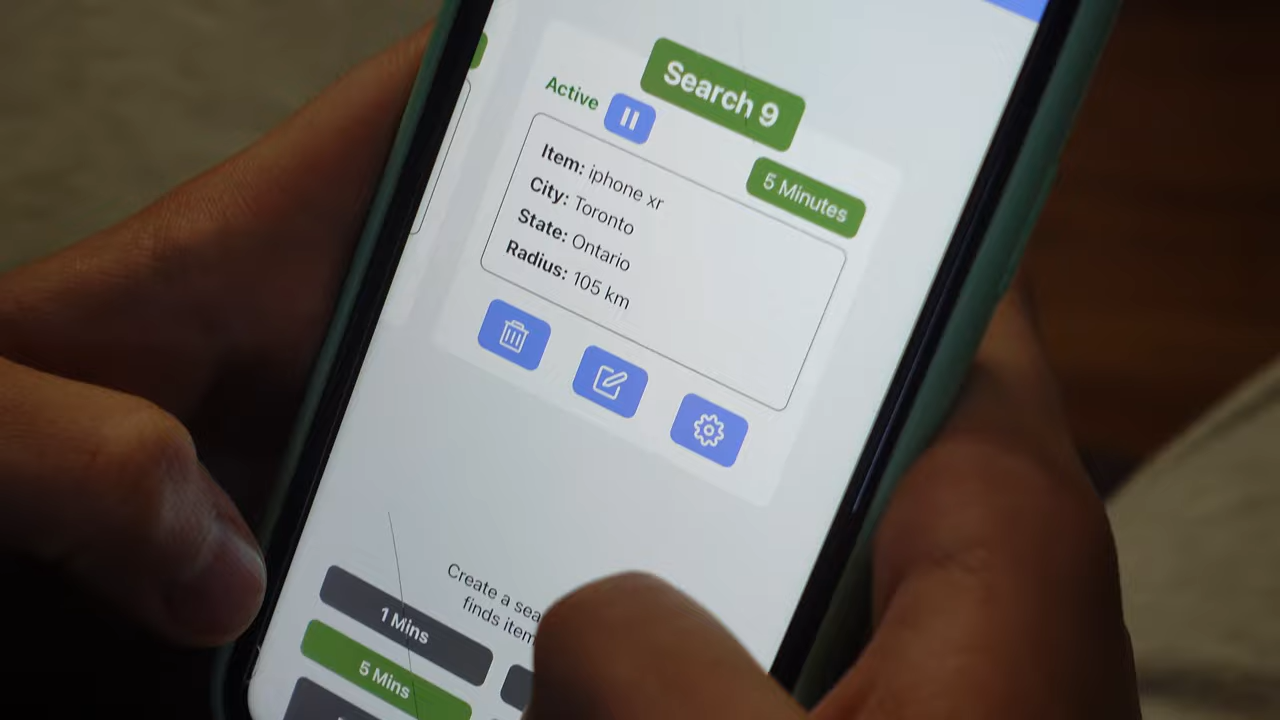 Search 9
Active
5 Minutes
Item: iphone xr
City: Toronto
State: Ontario
Radius: 105 km
Create a sea
finds item
1 Mins
5 Mins